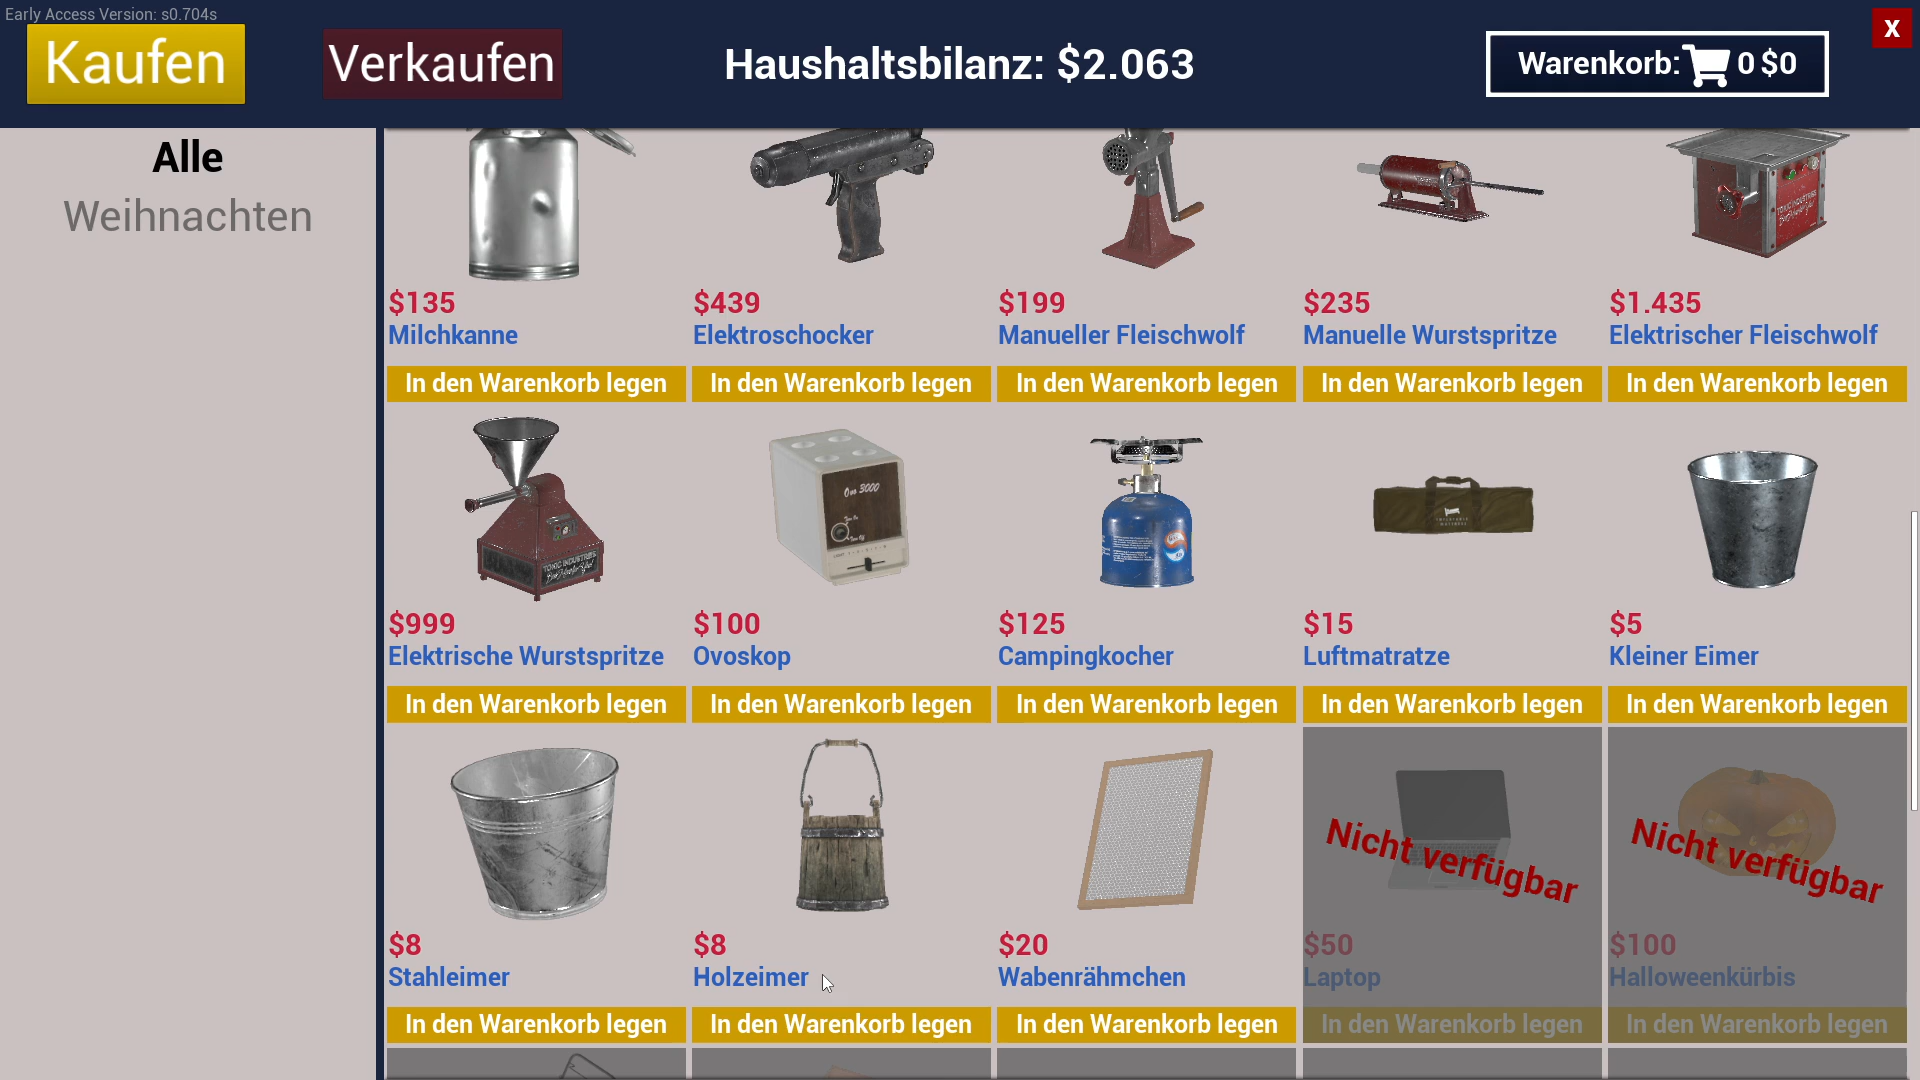 Early Access Version: s0.704s
Kaufen
Verkaufen
Haushaltsbilanz: $2.063
Warenkorb: 0 $0
X
Alle
Weihnachten
$135
Milchkanne
In den Warenkorb legen
$439
Elektroschocker
In den Warenkorb legen
$199
Manueller Fleischwolf
In den Warenkorb legen
$235
Manuelle Wurstspritze
In den Warenkorb legen
$1.435
Elektrischer Fleischwolf
In den Warenkorb legen
TOXIC INDUSTRIES
$999
Elektrische Wurstspritze
In den Warenkorb legen
Ovo 3000
$100
Ovoskop
In den Warenkorb legen
$125
Campingkocher
In den Warenkorb legen
$15
Luftmatratze
In den Warenkorb legen
$5
Kleiner Eimer
In den Warenkorb legen
$8
Stahleimer
In den Warenkorb legen
$8
Holzeimer
In den Warenkorb legen
$20
Wabenrähmchen
In den Warenkorb legen
Nicht verfügbar
$50
Laptop
In den Warenkorb legen
Nicht verfügbar
$100
Halloweenkürbis
In den Warenkorb legen